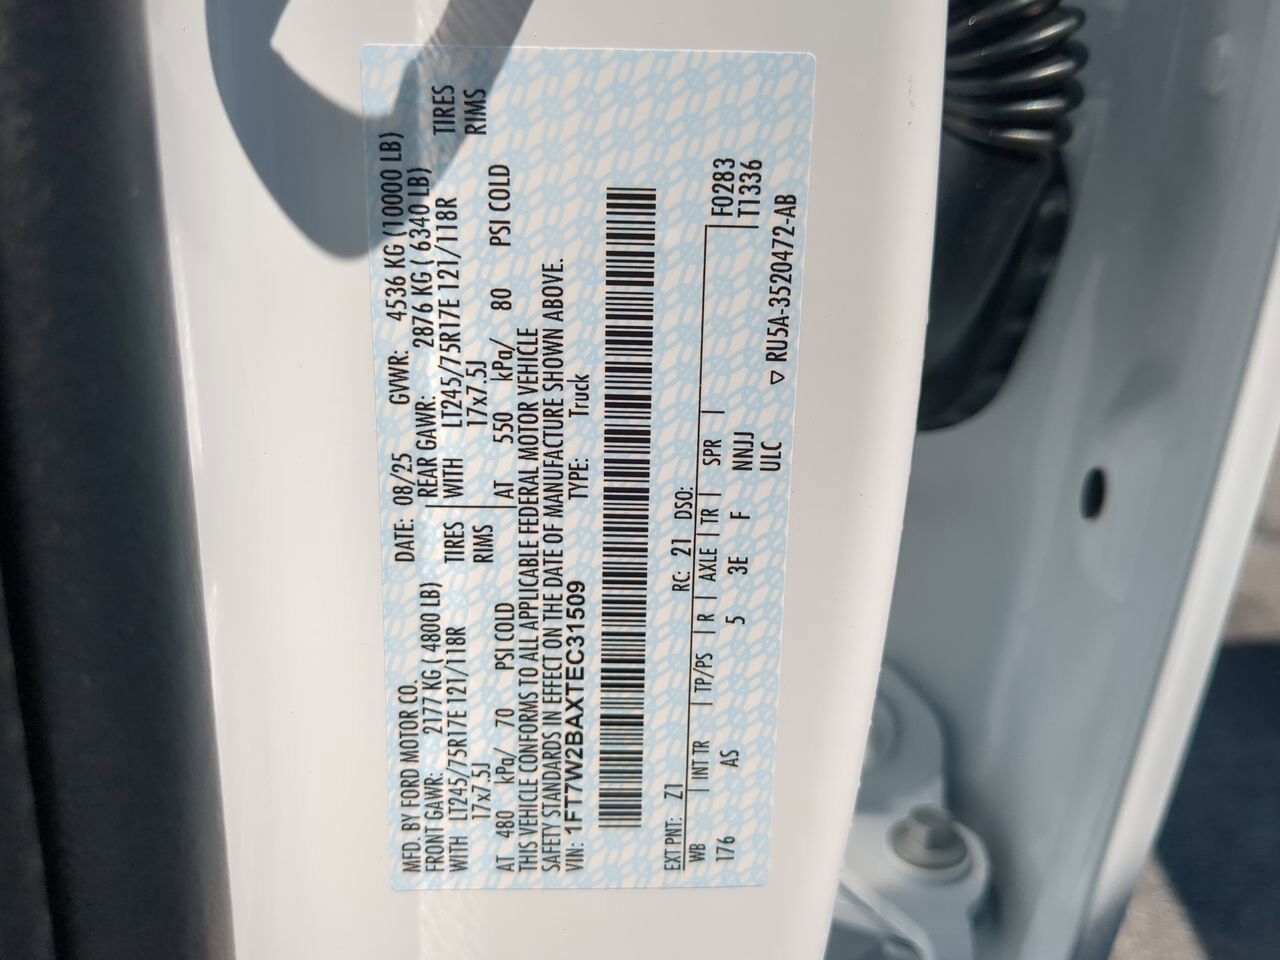 MFD. BY FORD MOTOR CO. DATE: 08/25 GVWR: 4536 KG (10000 LB)
FRONT GAWR: 2177 KG ( 4800 LB) REAR GAWR: 2876 KG ( 6340 LB)
WITH LT245/75R17E 121/118R TIRES WITH LT245/75R17E 121/118R TIRES
17x7.5J RIMS 17x7.5J RIMS
AT 480 kPa/ 70 PSI COLD AT 550 kPa/ 80 PSI COLD
THIS VEHICLE CONFORMS TO ALL APPLICABLE FEDERAL MOTOR VEHICLE
SAFETY STANDARDS IN EFFECT ON THE DATE OF MANUFACTURE SHOWN ABOVE.
VIN: 1FT7W2BAXTEC31509 TYPE: Truck
EXT PNT: Z1 RC: 21 DSO:
WB INT TR TP/PS R AXLE TR SPR F0283
176 AS 5 3E F NNJJ T1336
ULC ▽ RU5A-3520472-AB